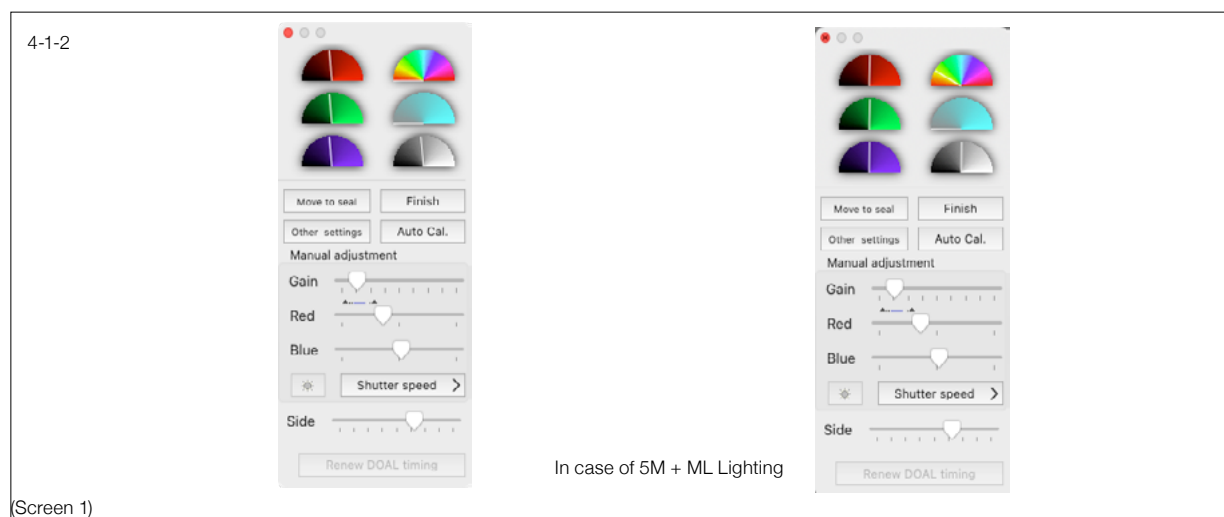 4-1-2
Move to seal Finish
Other settings Auto Cal.
Manual adjustment
Gain
Red
Blue
Shutter speed >
Side
Renew DOAL timing
In case of 5M + ML Lighting
Move to seal Finish
Other settings Auto Cal.
Manual adjustment
Gain
Red
Blue
Shutter speed >
Side
Renew DOAL timing
(Screen 1)